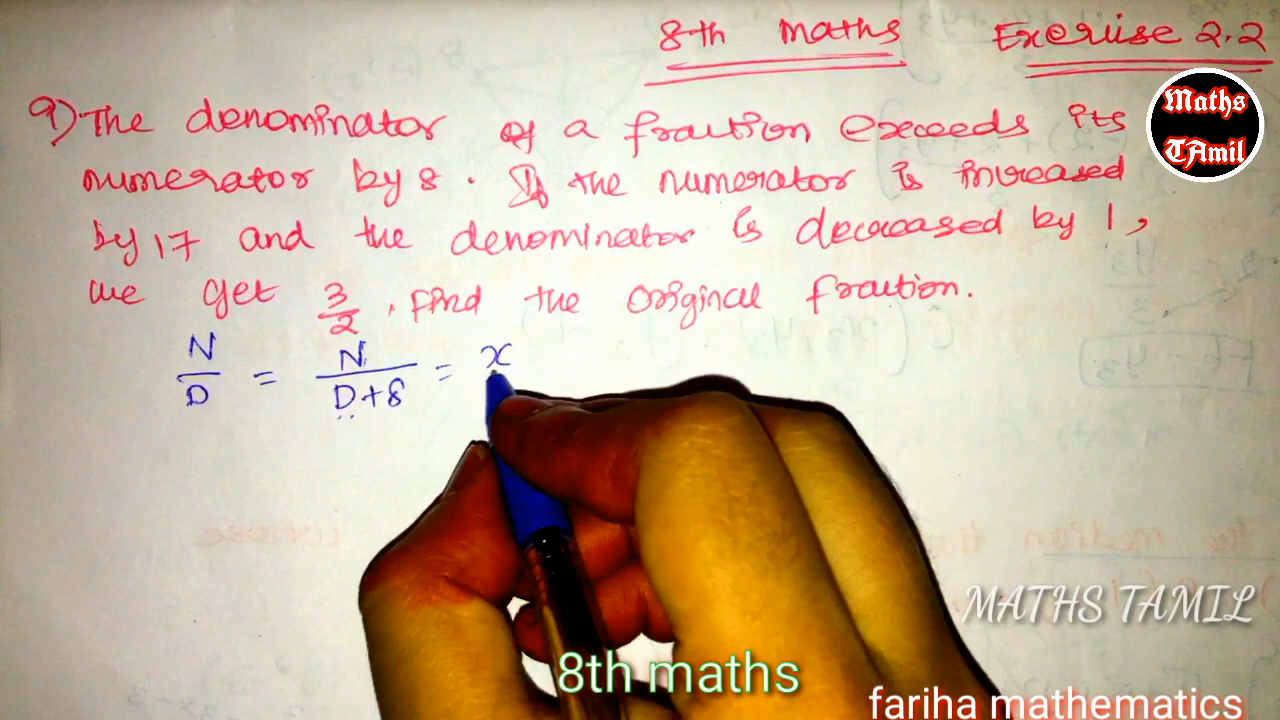 8th maths Exercise 2.2
Maths
TAmil
9) The denominator of a fraction exceeds its
numerator by 8. If the numerator is increased
by 17 and the denominator is decreased by 1,
we get 3/2, find the original fraction.
N/D = N/D+8 = x
MATHS TAMIL
8th maths
fariha mathematics